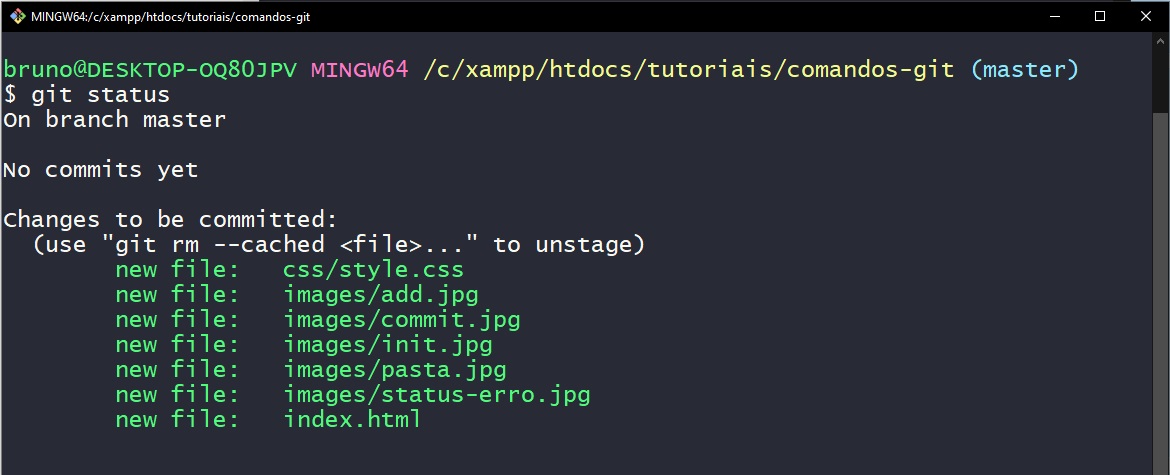 MINGW64:/c/xampp/htdocs/tutoriais/comandos-git
bruno@DESKTOP-OQ80JPV MINGW64 /c/xampp/htdocs/tutoriais/comandos-git (master)
$ git status
On branch master
No commits yet
Changes to be committed:
  (use "git rm --cached <file>..." to unstage)
        new file:   css/style.css
        new file:   images/add.jpg
        new file:   images/commit.jpg
        new file:   images/init.jpg
        new file:   images/pasta.jpg
        new file:   images/status-erro.jpg
        new file:   index.html